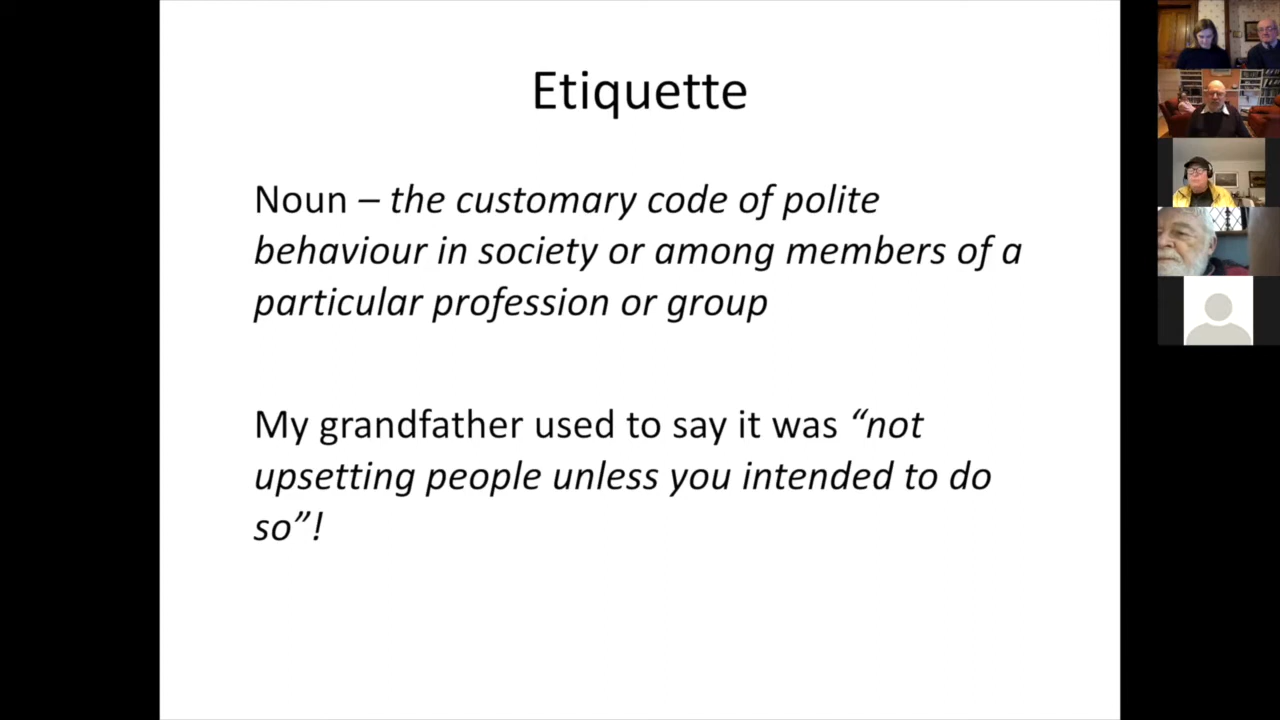 Etiquette
Noun – the customary code of polite
behaviour in society or among members of a
particular profession or group
My grandfather used to say it was “not
upsetting people unless you intended to do
so”!